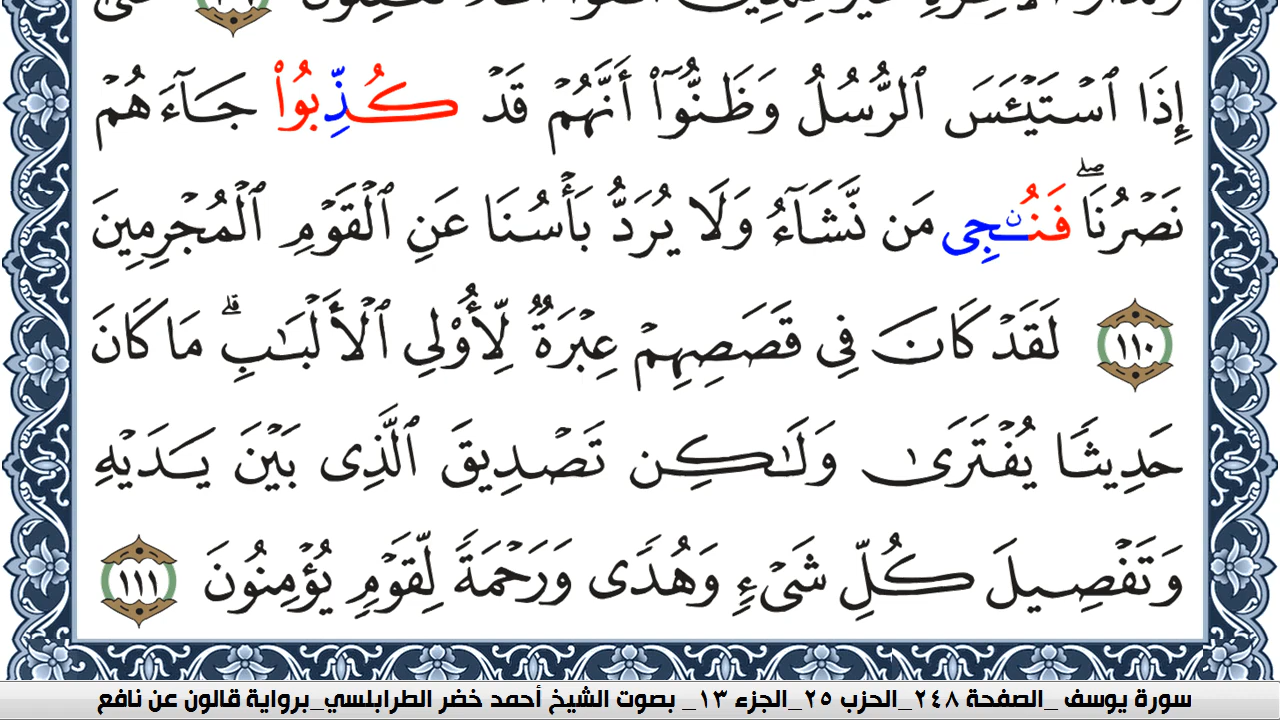 إِذَا ٱسْتَيْـَٔسَ ٱلرُّسُلُ وَظَنُّوٓا۟ أَنَّهُمْ قَدْ كُذِّبُوا۟ جَآءَهُمْ
نَصْرُنَا ۖ فَنُـۨجِى مَن نَّشَآءُ وَلَا يُرَدُّ بَأْسُنَا عَنِ ٱلْقَوْمِ ٱلْمُجْرِمِينَ
١١٠ لَقَدْ كَانَ فِى قَصَصِهِمْ عِبْرَةٌ لِّأُو۟لِى ٱلْأَلْبَـٰبِ ۗ مَا كَانَ
حَدِيثًا يُفْتَرَىٰ وَلَـٰكِن تَصْدِيقَ ٱلَّذِى بَيْنَ يَدَيْهِ
وَتَفْصِيلَ كُلِّ شَىْءٍ وَهُدًى وَرَحْمَةً لِّقَوْمٍ يُؤْمِنُونَ ١١١
سورة يوسف _الصفحة ٢٤٨_الحزب ٢٥_الجزء ١٣_ بصوت الشيخ أحمد خضر الطرابلسي_برواية قالون عن نافع